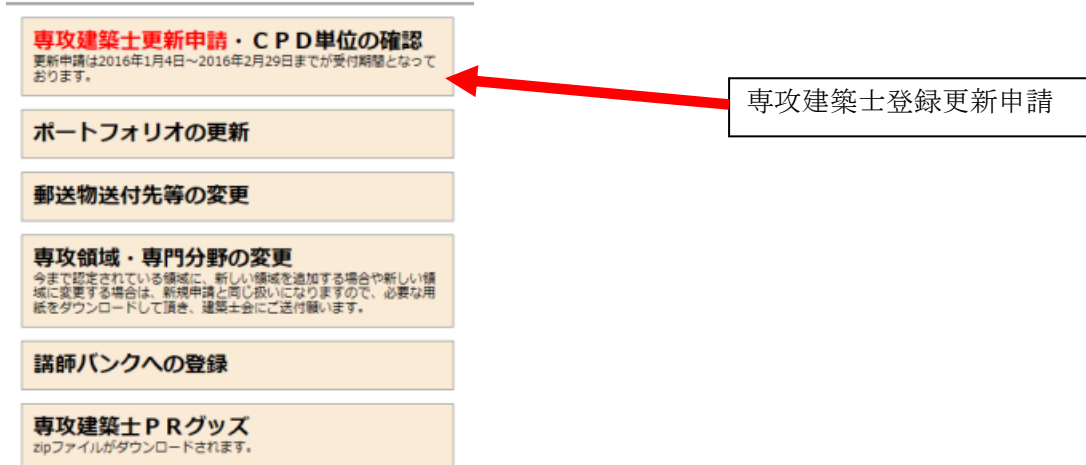 専攻建築士更新申請・ＣＰＤ単位の確認
更新申請は2016年1月4日～2016年2月29日までが受付期間となって
おります。
専攻建築士登録更新申請
ポートフォリオの更新
郵送物送付先等の変更
専攻領域・専門分野の変更
今まで認定されている領域に、新しい領域を追加する場合や新しい領
域に変更する場合は、新規申請と同じ扱いになりますので、必要な用
紙をダウンロードして頂き、建築士会にご送付願います。
講師バンクへの登録
専攻建築士ＰＲグッズ
zipファイルがダウンロードされます。